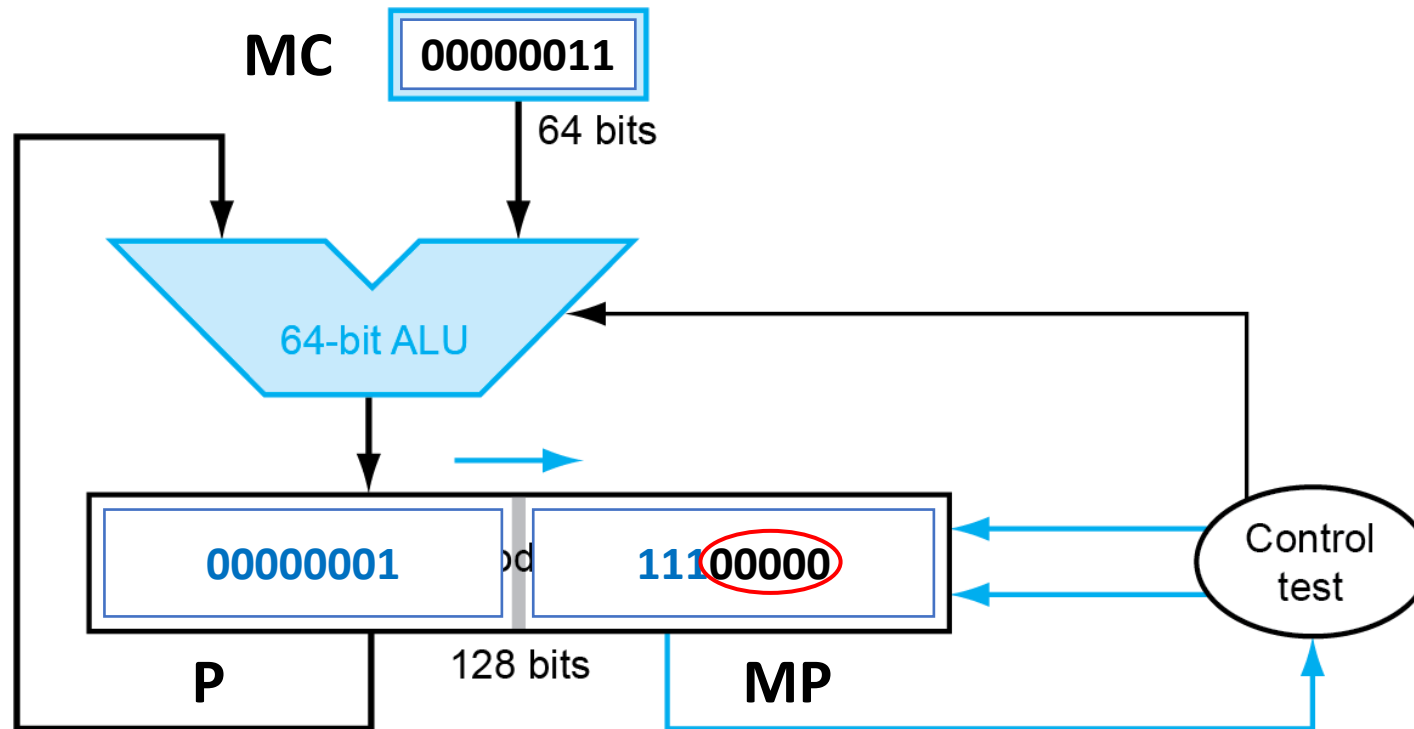 MC 00000011
64 bits
64-bit ALU
00000001 11100000
Control
test
128 bits
P MP